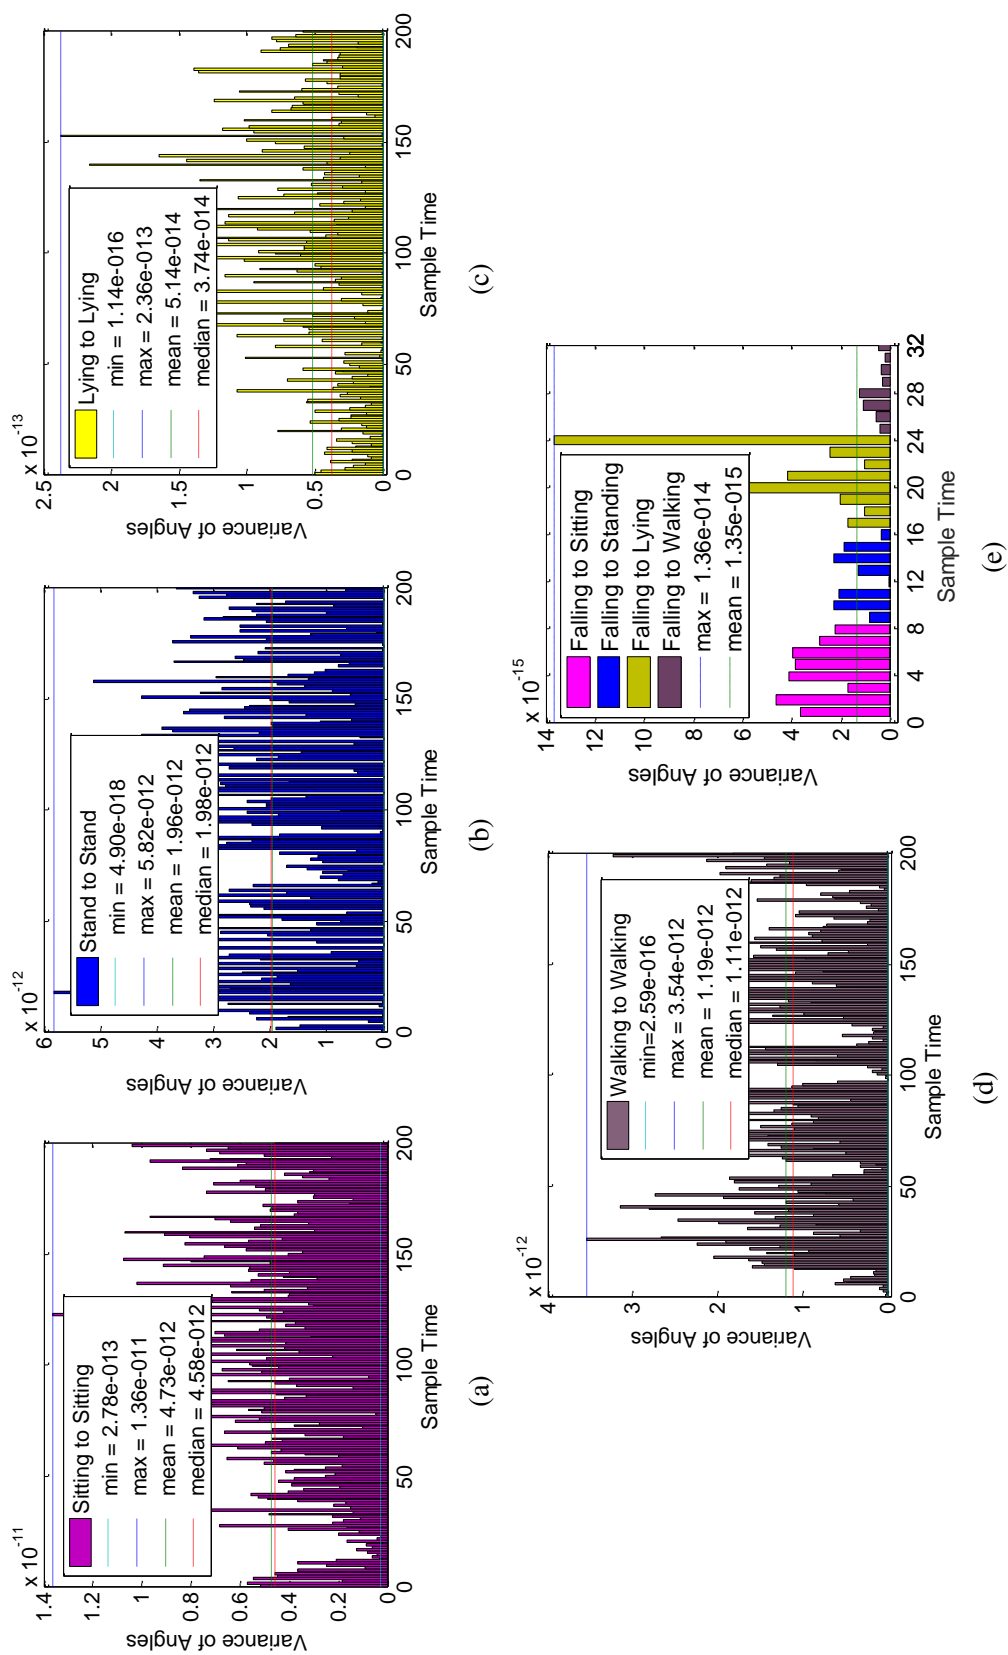 x 10-11
1.4
1.2
1
0.8
0.6
0.4
0.2
0
Variance of Angles
Sitting to Sitting
min = 2.78e-013
max = 1.36e-011
mean = 4.73e-012
median = 4.58e-012
0 50 100 150 200
Sample Time
(a)
x 10-12
6
5
4
3
2
1
0
Variance of Angles
Stand to Stand
min = 4.90e-018
max = 5.82e-012
mean = 1.96e-012
median = 1.98e-012
0 50 100 150 200
Sample Time
(b)
x 10-13
2.5
2
1.5
1
0.5
0
Variance of Angles
Lying to Lying
min = 1.14e-016
max = 2.36e-013
mean = 5.14e-014
median = 3.74e-014
0 50 100 150 200
Sample Time
(c)
x 10-12
4
3
2
1
0
Variance of Angles
Walking to Walking
min=2.59e-016
max = 3.54e-012
mean = 1.19e-012
median = 1.11e-012
0 50 100 150 200
Sample Time
(d)
x 10-15
14
12
10
8
6
4
2
0
Variance of Angles
Falling to Sitting
Falling to Standing
Falling to Lying
Falling to Walking
max = 1.36e-014
mean = 1.35e-015
0 4 8 12 16 20 24 28 32
Sample Time
(e)